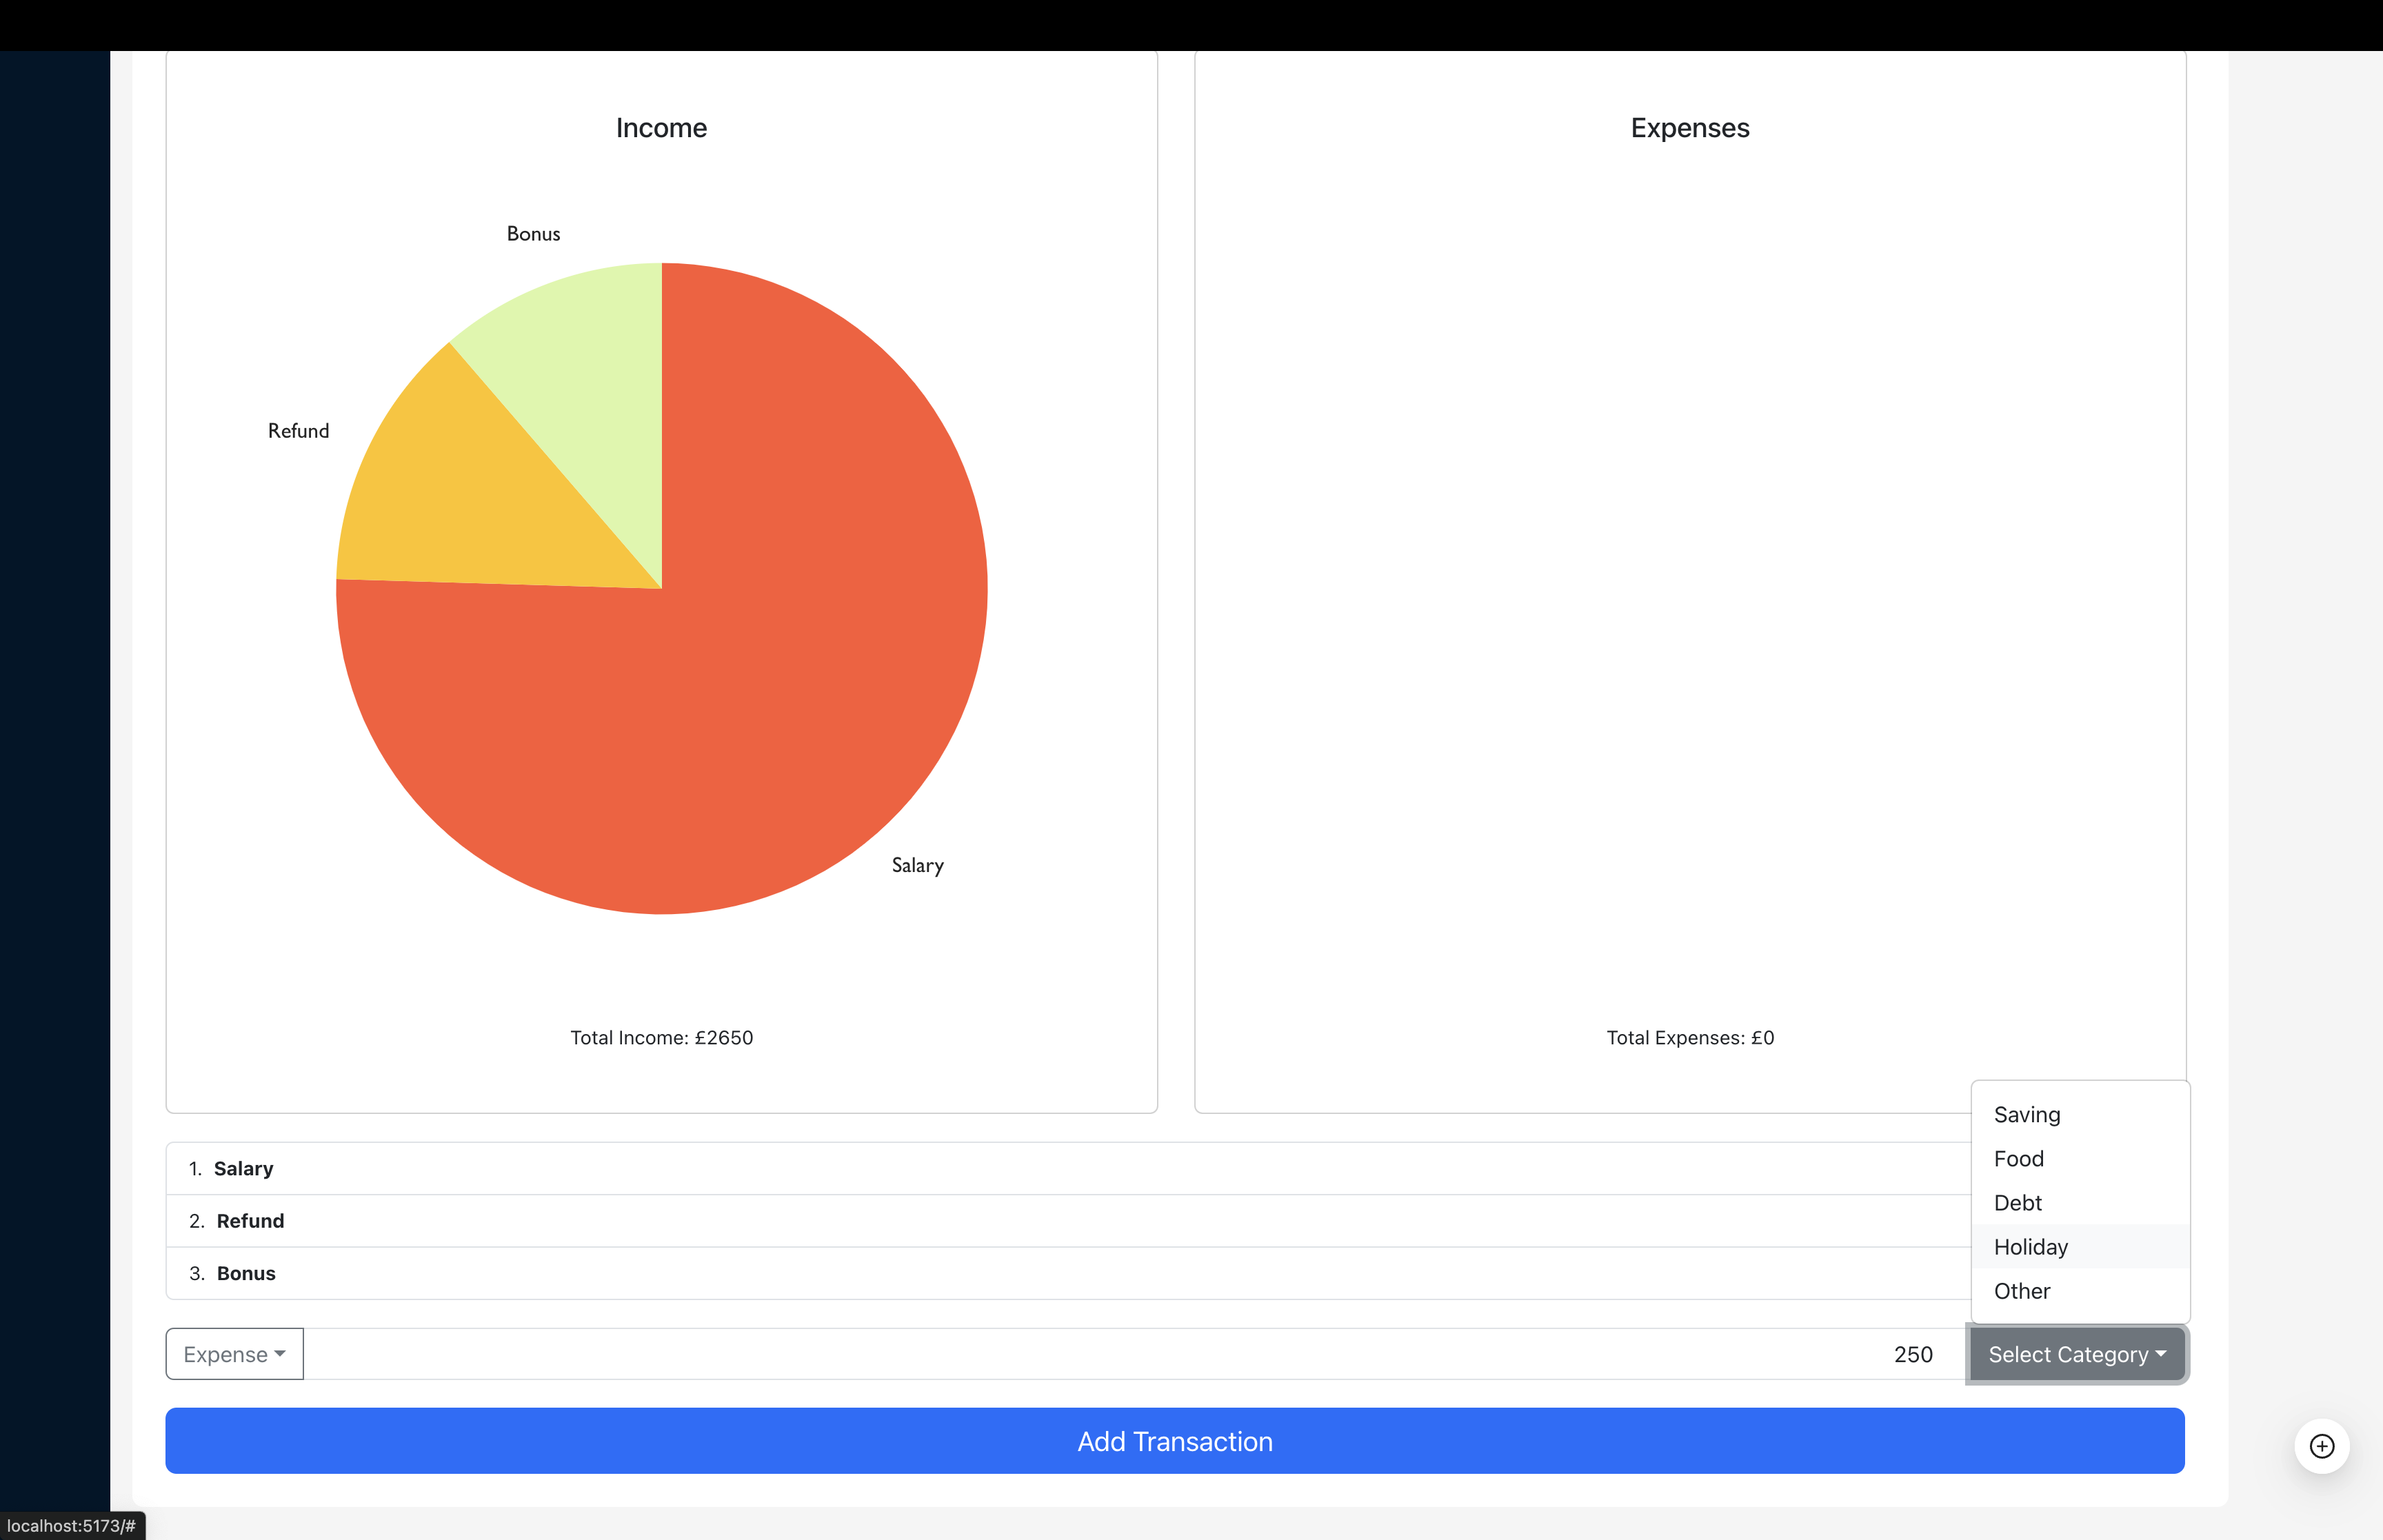 Income
Expenses
Bonus
Refund
Salary
Total Income: £2650
Total Expenses: £0
Saving
Food
Debt
Holiday
Other
1. Salary
2. Refund
3. Bonus
Expense
250
Select Category
Add Transaction
localhost:5173/#